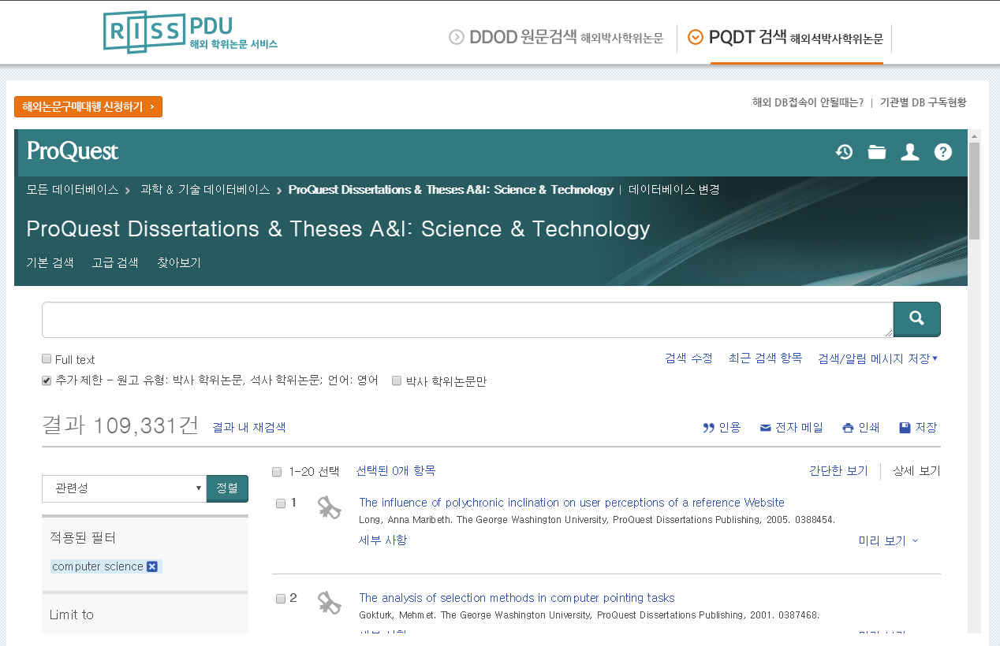 RISS PDU
해외 학위논문 서비스
DDOD 원문검색 해외박사학위논문
PQDT 검색 해외석박사학위논문
해외논문구매대행 신청하기 ›
해외 DB접속이 안될때는? | 기관별 DB 구독현황
ProQuest
모든 데이터베이스 › 과학 & 기술 데이터베이스 › ProQuest Dissertations & Theses A&I: Science & Technology | 데이터베이스 변경
ProQuest Dissertations & Theses A&I: Science & Technology
기본 검색 고급 검색 찾아보기
Full text
검색 수정 최근 검색 항목 검색/알림 메시지 저장▼
추가 제한 - 원고 유형: 박사 학위논문, 석사 학위논문; 언어: 영어 박사 학위논문만
결과 109,331건 결과 내 재검색
인용 전자 메일 인쇄 저장
관련성 ▼ 정렬
1-20 선택 선택된 0개 항목 간단한 보기 | 상세 보기
1 The influence of polychronic inclination on user perceptions of a reference Website
Long, Anna Maribeth. The George Washington University, ProQuest Dissertations Publishing, 2005. 0388454.
세부 사항 미리 보기
적용된 필터
computer science
2 The analysis of selection methods in computer pointing tasks
Gokturk, Mehmet. The George Washington University, ProQuest Dissertations Publishing, 2001. 0387468.
Limit to